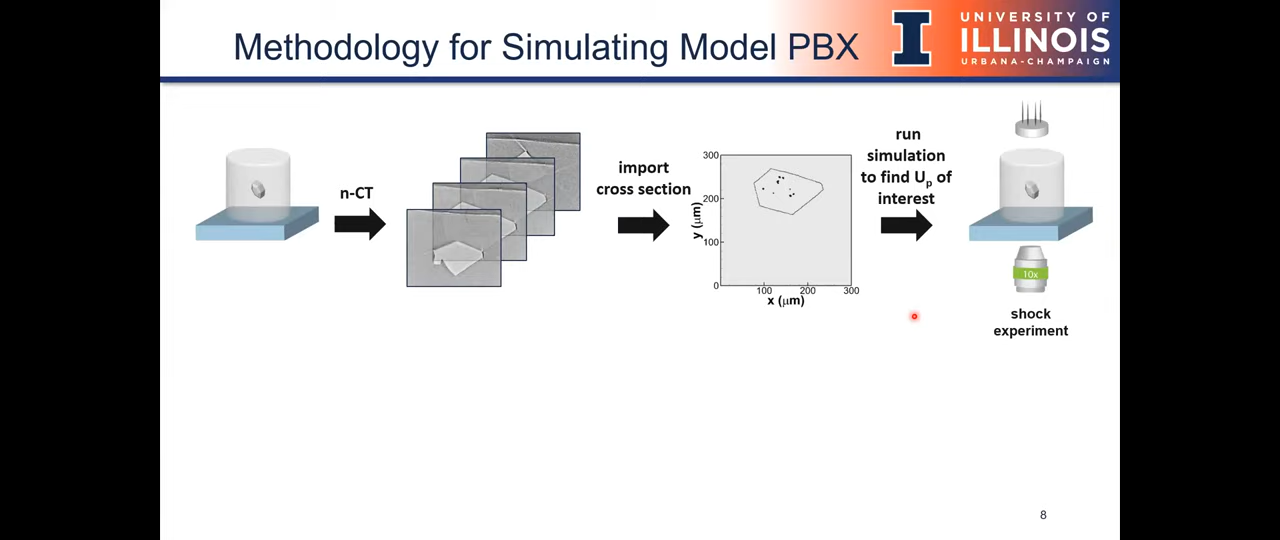 Methodology for Simulating Model PBX
I
UNIVERSITY OF
ILLINOIS
URBANA-CHAMPAIGN
n-CT
import
cross section
300
200
100
0
y (μm)
100 200 300
x (μm)
run
simulation
to find Up of
interest
10x
shock
experiment
8